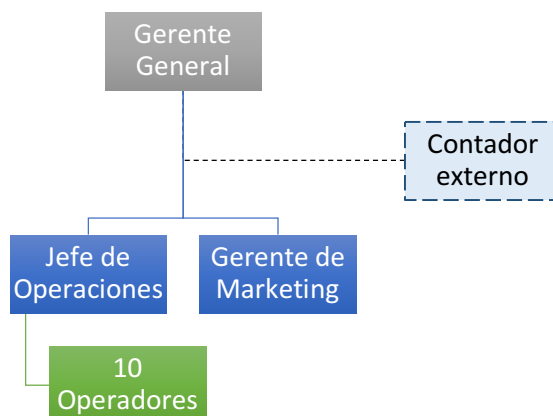 Gerente
General
Contador
externo
Jefe de
Operaciones
Gerente de
Marketing
10
Operadores